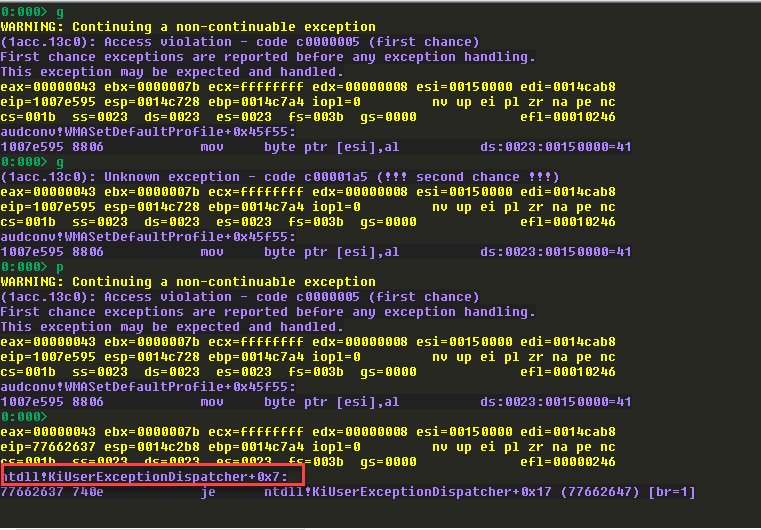 0:000> g
WARNING: Continuing a non-continuable exception
(1acc.13c0): Access violation - code c0000005 (first chance)
First chance exceptions are reported before any exception handling.
This exception may be expected and handled.
eax=00000043 ebx=0000007b ecx=ffffffff edx=00000008 esi=00150000 edi=0014cab8
eip=1007e595 esp=0014c728 ebp=0014c7a4 iopl=0 nv up ei pl zr na pe nc
cs=001b ss=0023 ds=0023 es=0023 fs=003b gs=0000 efl=00010246
audconv!WMASetDefaultProfile+0x45f55:
1007e595 8806 mov byte ptr [esi],al ds:0023:00150000=41
0:000> g
(1acc.13c0): Unknown exception - code c00001a5 (!!! second chance !!!)
eax=00000043 ebx=0000007b ecx=ffffffff edx=00000008 esi=00150000 edi=0014cab8
eip=1007e595 esp=0014c728 ebp=0014c7a4 iopl=0 nv up ei pl zr na pe nc
cs=001b ss=0023 ds=0023 es=0023 fs=003b gs=0000 efl=00010246
audconv!WMASetDefaultProfile+0x45f55:
1007e595 8806 mov byte ptr [esi],al ds:0023:00150000=41
0:000> p
WARNING: Continuing a non-continuable exception
(1acc.13c0): Access violation - code c0000005 (first chance)
First chance exceptions are reported before any exception handling.
This exception may be expected and handled.
eax=00000043 ebx=0000007b ecx=ffffffff edx=00000008 esi=00150000 edi=0014cab8
eip=1007e595 esp=0014c728 ebp=0014c7a4 iopl=0 nv up ei pl zr na pe nc
cs=001b ss=0023 ds=0023 es=0023 fs=003b gs=0000 efl=00010246
audconv!WMASetDefaultProfile+0x45f55:
1007e595 8806 mov byte ptr [esi],al ds:0023:00150000=41
0:000>
eax=00000043 ebx=0000007b ecx=ffffffff edx=00000008 esi=00150000 edi=0014cab8
eip=77662637 esp=0014c2b8 ebp=0014c7a4 iopl=0 nv up ei pl zr na pe nc
cs=001b ss=0023 ds=0023 es=0023 fs=003b gs=0000 efl=00000246
ntdll!KiUserExceptionDispatcher+0x7:
77662637 740e je ntdll!KiUserExceptionDispatcher+0x17 (77662647) [br=1]